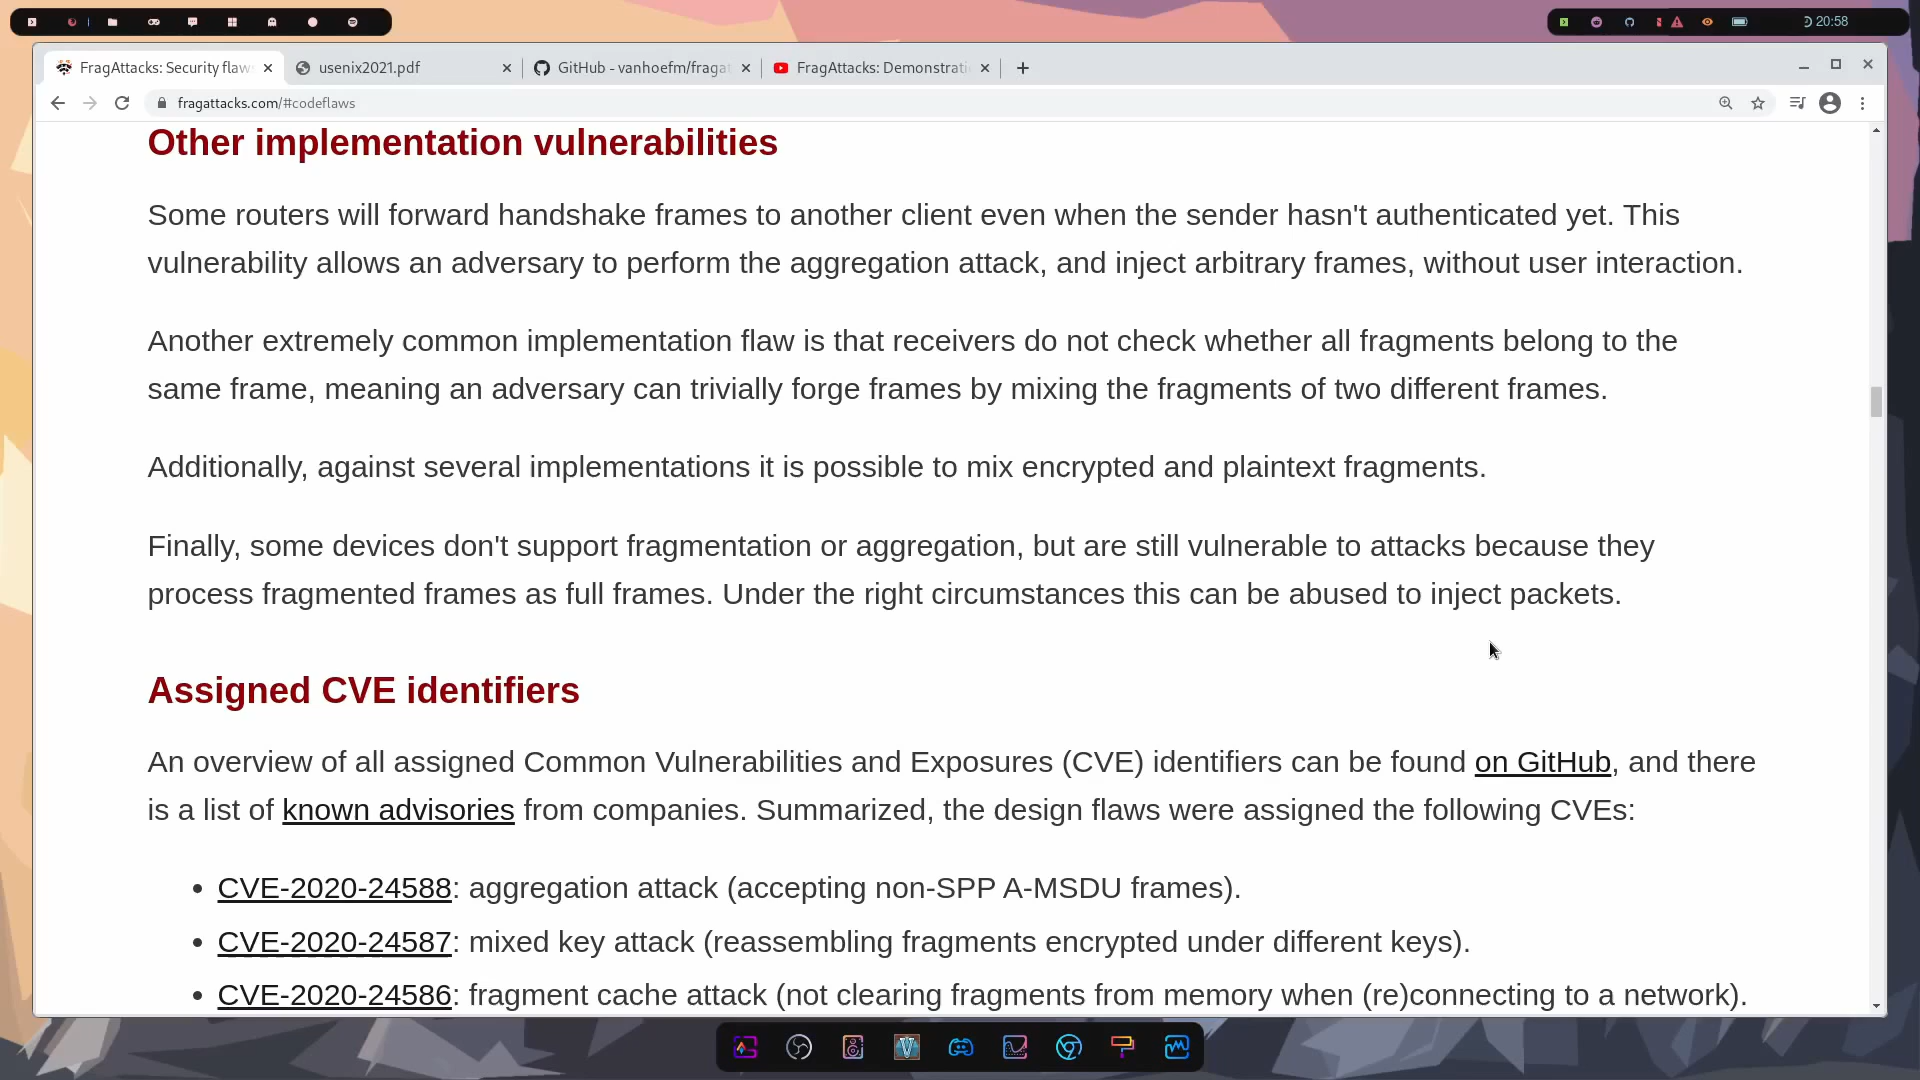 20:58
FragAttacks: Security flaw
usenix2021.pdf
GitHub - vanhoefm/fragat
FragAttacks: Demonstrati
fragattacks.com/#codeflaws
Other implementation vulnerabilities
Some routers will forward handshake frames to another client even when the sender hasn't authenticated yet. This
vulnerability allows an adversary to perform the aggregation attack, and inject arbitrary frames, without user interaction.
Another extremely common implementation flaw is that receivers do not check whether all fragments belong to the
same frame, meaning an adversary can trivially forge frames by mixing the fragments of two different frames.
Additionally, against several implementations it is possible to mix encrypted and plaintext fragments.
Finally, some devices don't support fragmentation or aggregation, but are still vulnerable to attacks because they
process fragmented frames as full frames. Under the right circumstances this can be abused to inject packets.
Assigned CVE identifiers
An overview of all assigned Common Vulnerabilities and Exposures (CVE) identifiers can be found on GitHub, and there
is a list of known advisories from companies. Summarized, the design flaws were assigned the following CVEs:
• CVE-2020-24588: aggregation attack (accepting non-SPP A-MSDU frames).
• CVE-2020-24587: mixed key attack (reassembling fragments encrypted under different keys).
• CVE-2020-24586: fragment cache attack (not clearing fragments from memory when (re)connecting to a network).